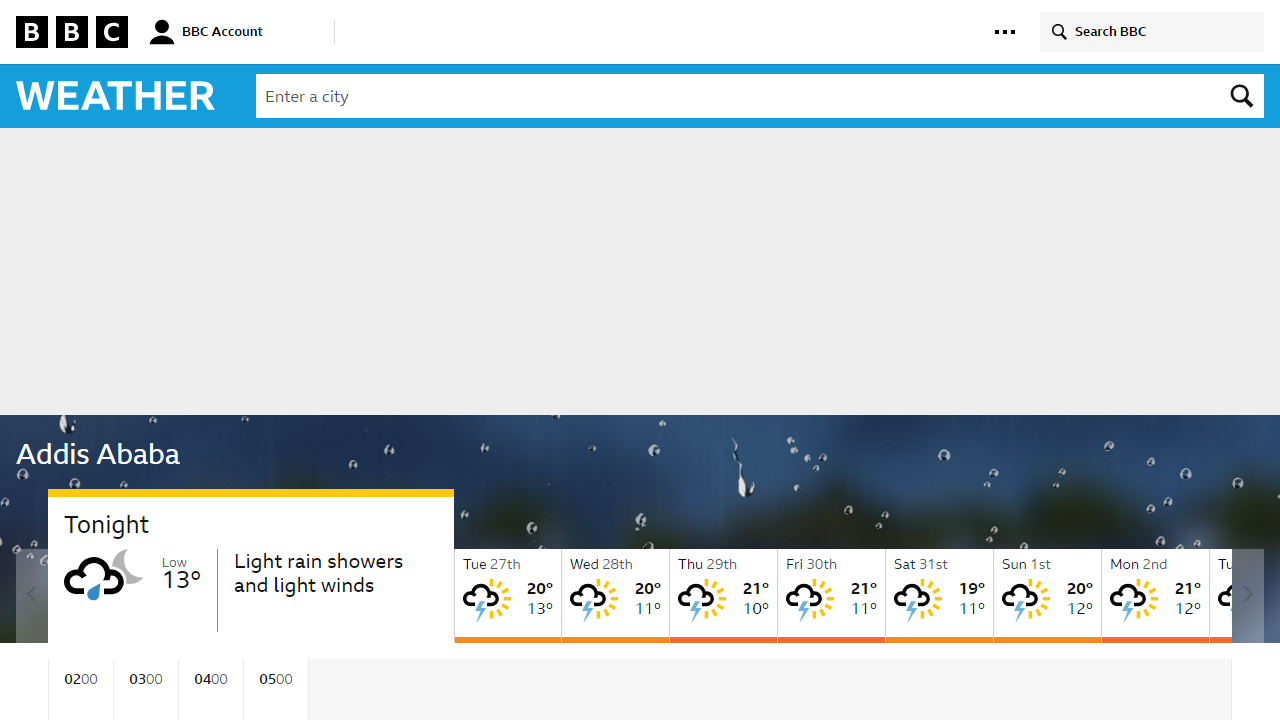 BBC
BBC Account
Search BBC
WEATHER
Enter a city
Addis Ababa
Tonight
Low
13°
Light rain showers
and light winds
Tue 27th
20°
13°
Wed 28th
20°
11°
Thu 29th
21°
10°
Fri 30th
21°
11°
Sat 31st
19°
11°
Sun 1st
20°
12°
Mon 2nd
21°
12°
Tu
0200
0300
0400
0500